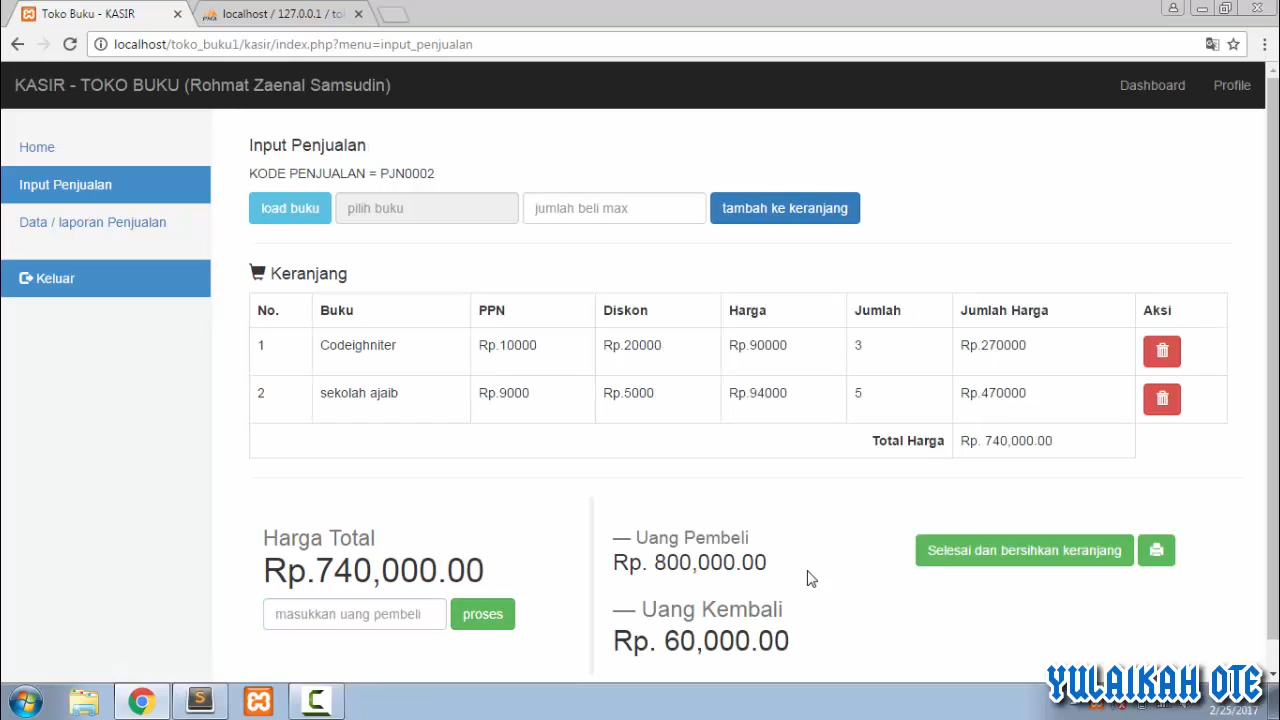 Toko Buku - KASIR
localhost / 127.0.0.1 / tol
localhost/toko_buku1/kasir/index.php?menu=input_penjualan
KASIR - TOKO BUKU (Rohmat Zaenal Samsudin)
Dashboard
Profile
Home
Input Penjualan
Data / laporan Penjualan
Keluar
Input Penjualan
KODE PENJUALAN = PJN0002
load buku
pilih buku
jumlah beli max
tambah ke keranjang
Keranjang
No. Buku PPN Diskon Harga Jumlah Jumlah Harga Aksi
1 Codeighniter Rp.10000 Rp.20000 Rp.90000 3 Rp.270000
2 sekolah ajaib Rp.9000 Rp.5000 Rp.94000 5 Rp.470000
Total Harga Rp. 740,000.00
Harga Total
Rp.740,000.00
masukkan uang pembeli
proses
— Uang Pembeli
Rp. 800,000.00
— Uang Kembali
Rp. 60,000.00
Selesai dan bersihkan keranjang
YULAIKAH OTE
2/25/2017